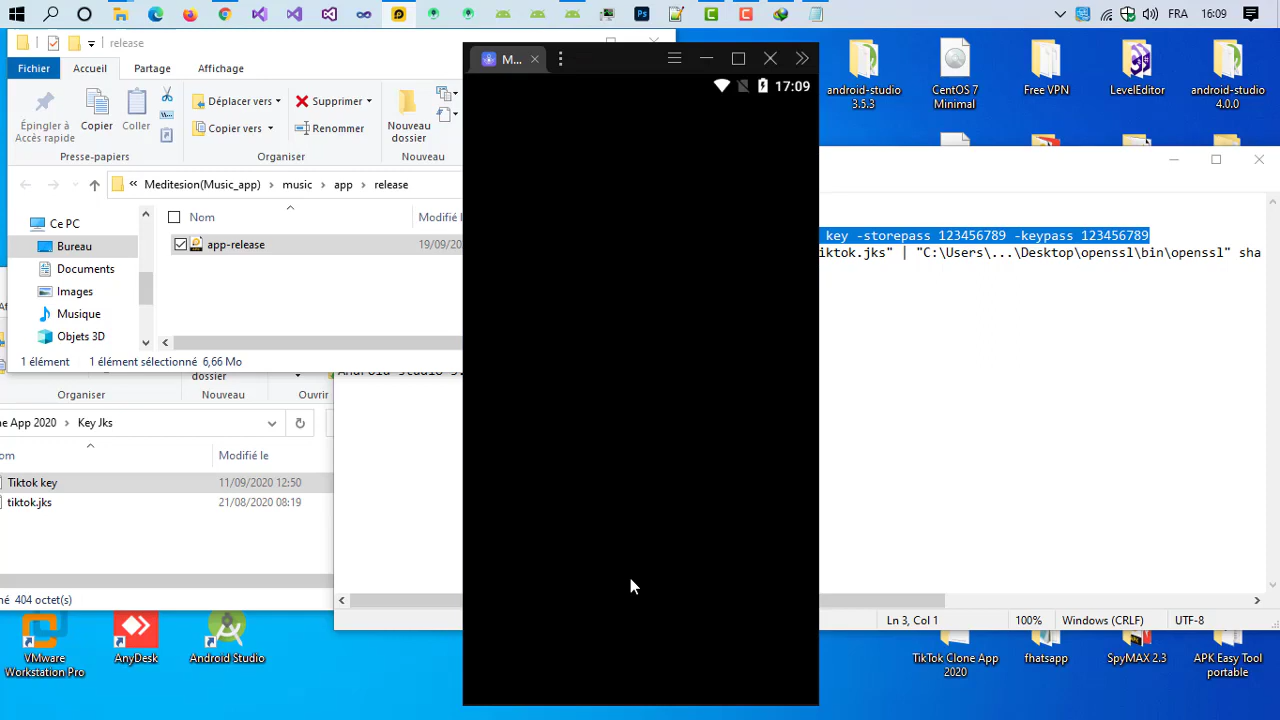 FRA
16:09
release
Fichier
Accueil
Partage
Affichage
Épingler à
Accès rapide
Copier
Coller
Presse-papiers
Déplacer vers
Copier vers
Supprimer
Renommer
Organiser
Nouveau
dossier
Nouveau
« Meditesion(Music_app) > music > app > release
Ce PC
Bureau
Documents
Images
Musique
Objets 3D
Nom
Modifié l
app-release
19/09/20
1 élément
1 élément sélectionné 6,66 Mo
M...
17:09
android-studio
3.5.3
CentOS 7
Minimal
Free VPN
LevelEditor
android-studio
4.0.0
key -storepass 123456789 -keypass 123456789
iktok.jks" | "C:\Users\...\Desktop\openssl\bin\openssl" sha
Organiser
dossier
Nouveau
Ouvrir
ne App 2020 > Key Jks
om
Modifié le
Tiktok key
11/09/2020 12:50
tiktok.jks
21/08/2020 08:19
né 404 octet(s)
Ln 3, Col 1
100%
Windows (CRLF)
UTF-8
VMware
Workstation Pro
AnyDesk
Android Studio
TikTok Clone App
2020
fhatsapp
SpyMAX 2.3
APK Easy Tool
portable